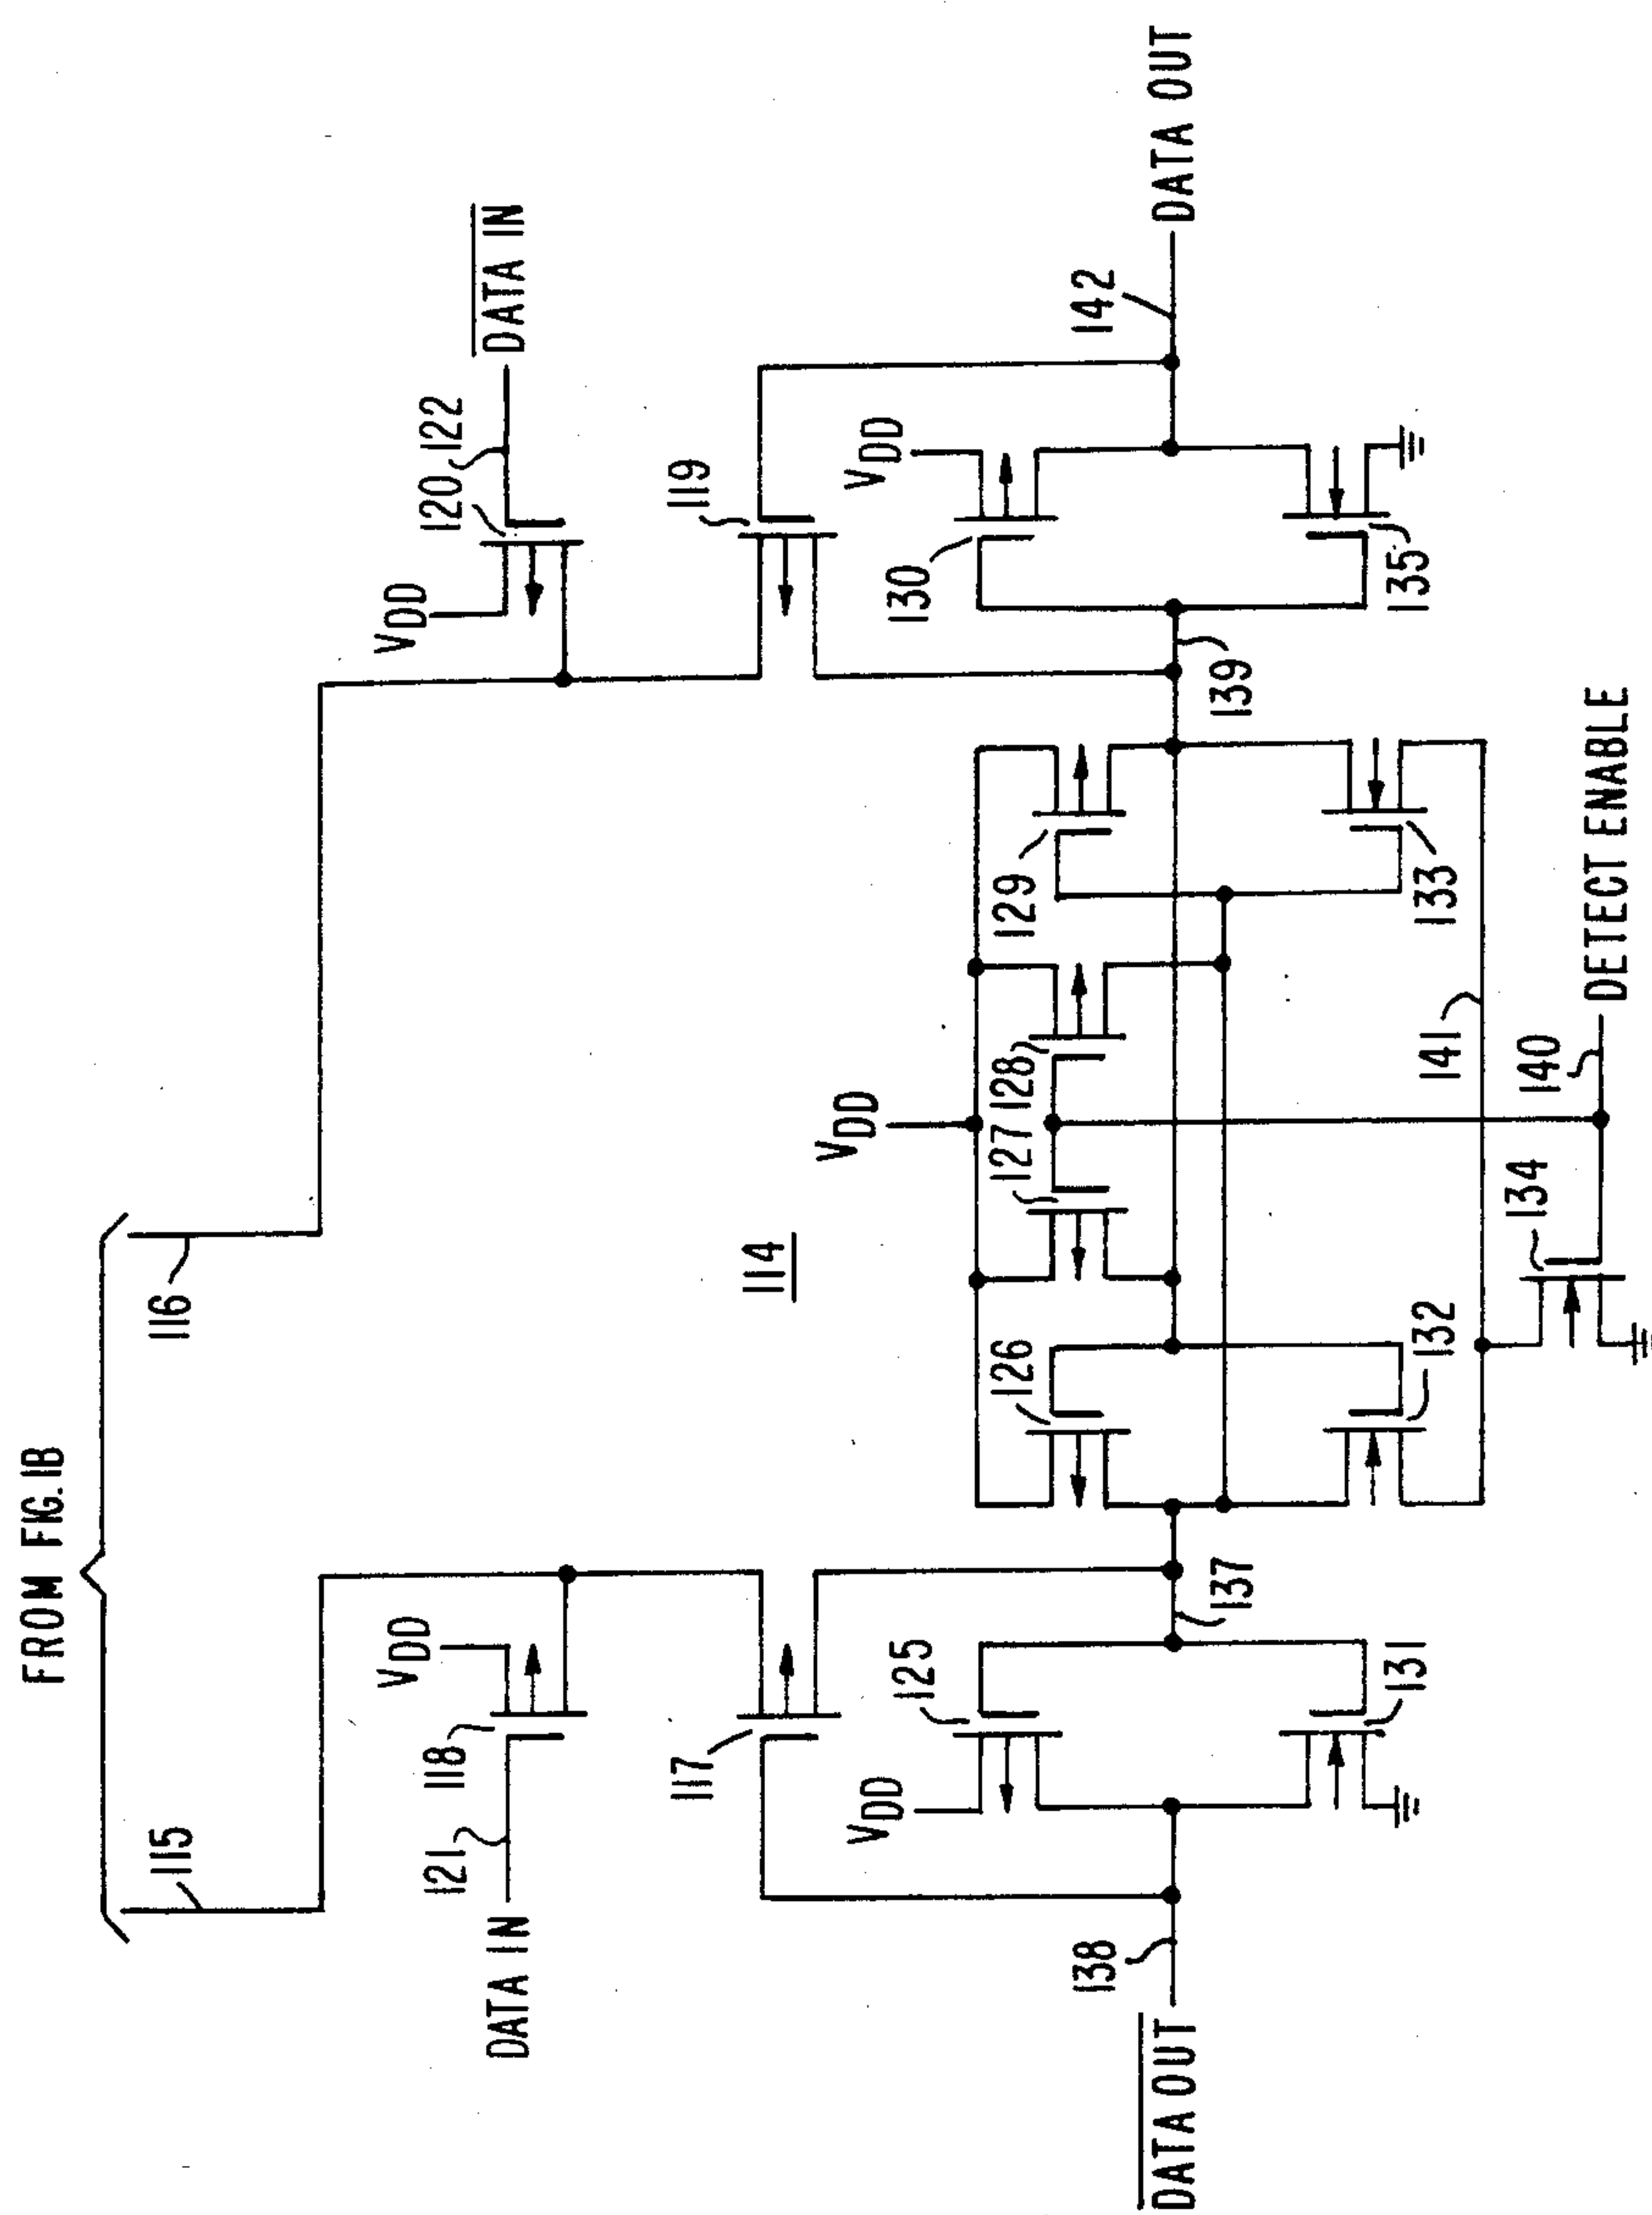 FROM FIG. 1B
115
116
DATA IN
121
118
VDD
VDD
120
122
DATA IN
117
114
119
DATA OUT
138
VDD
125
131
137
126
132
127
VDD
128
129
133
134
141
140
DETECT ENABLE
139
130
VDD
135
142
DATA OUT